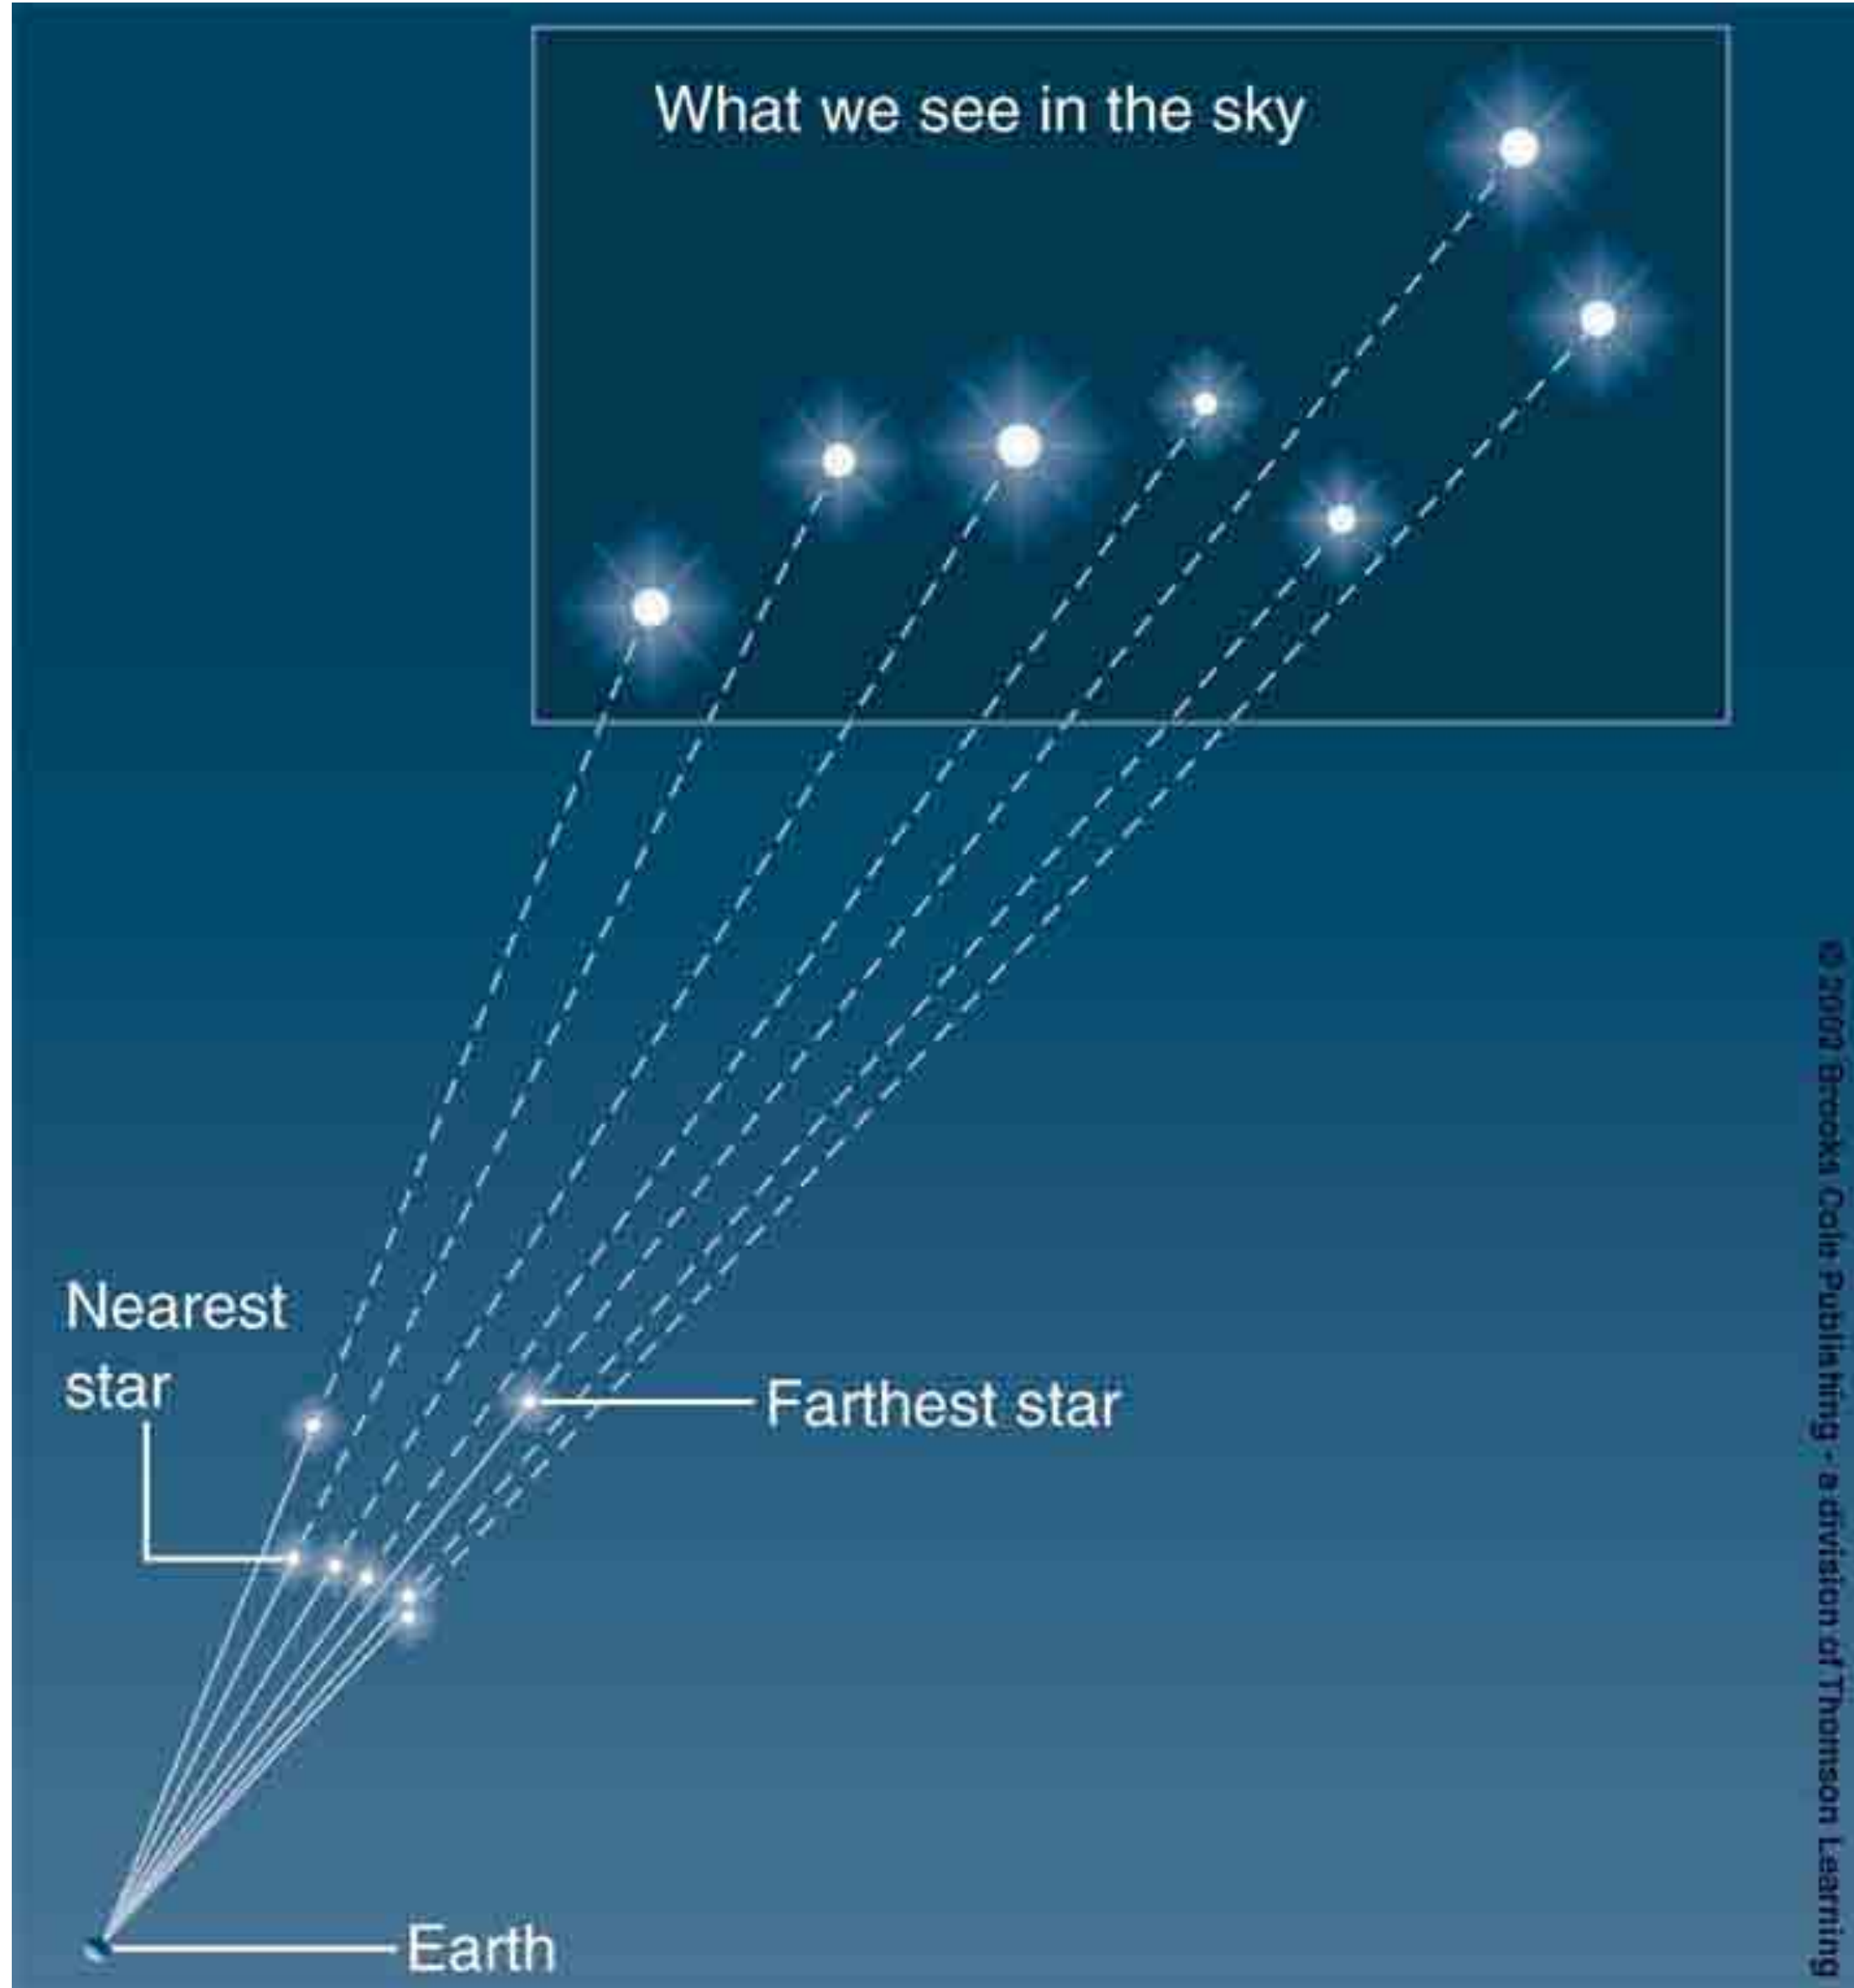 What we see in the sky
Nearest
star
Farthest star
Earth
© 2002 Brooks Cole Publishing - a division of Thomson Learning